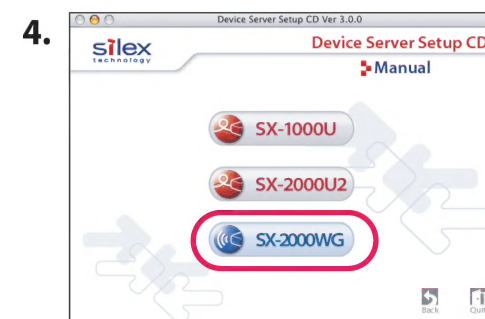 4.
Device Server Setup CD Ver 3.0.0
silex
technology
Device Server Setup CD
Manual
SX-1000U
SX-2000U2
SX-2000WG
Back
Quit